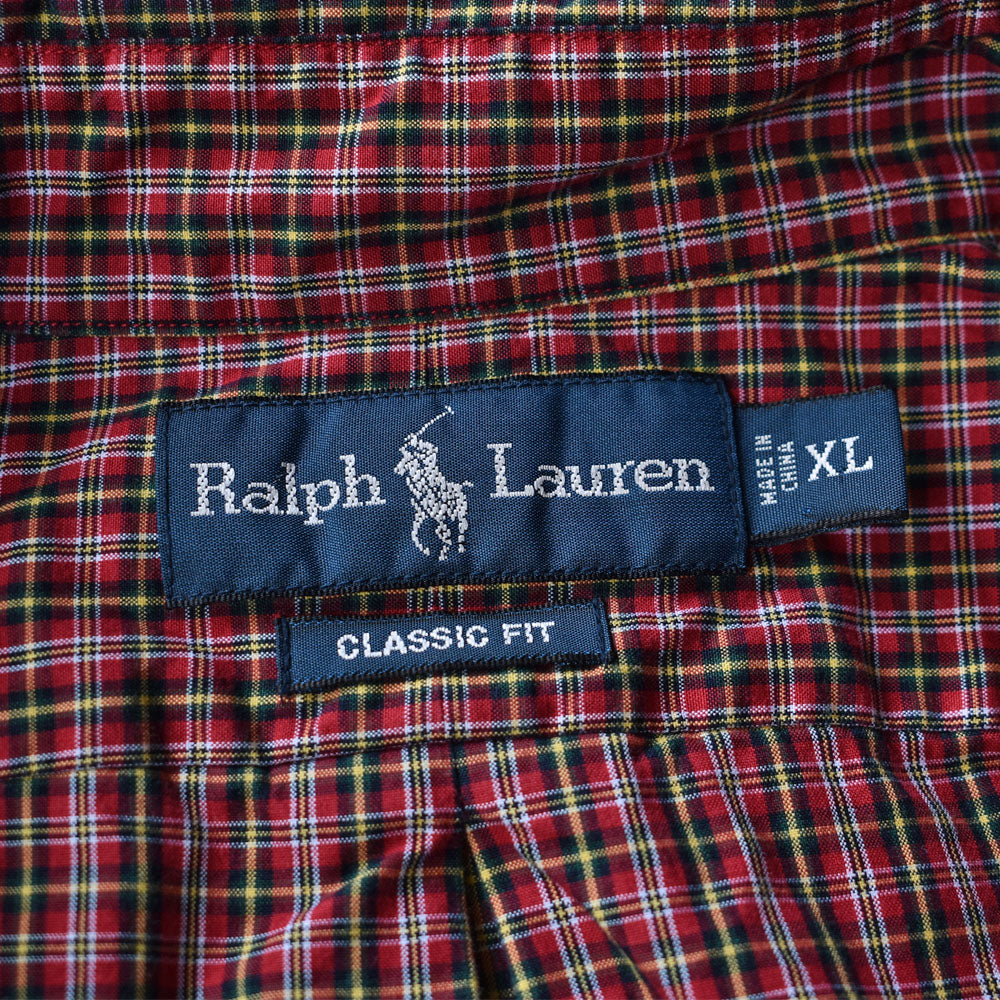 Ralph Lauren
MADE IN
CHINA
XL
CLASSIC FIT